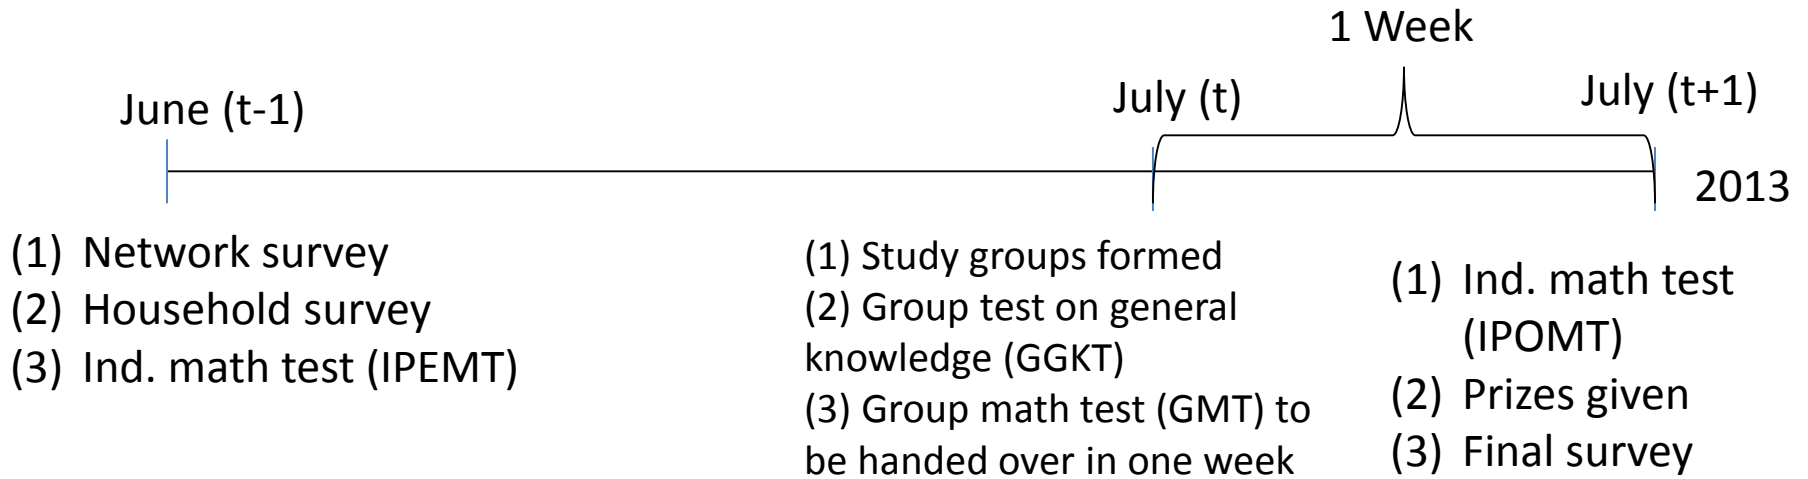 1 Week
June (t-1)
July (t)
July (t+1)
2013
(1) Network survey
(2) Household survey
(3) Ind. math test (IPEMT)
(1) Study groups formed
(2) Group test on general
knowledge (GGKT)
(3) Group math test (GMT) to
be handed over in one week
(1) Ind. math test
(IPOMT)
(2) Prizes given
(3) Final survey